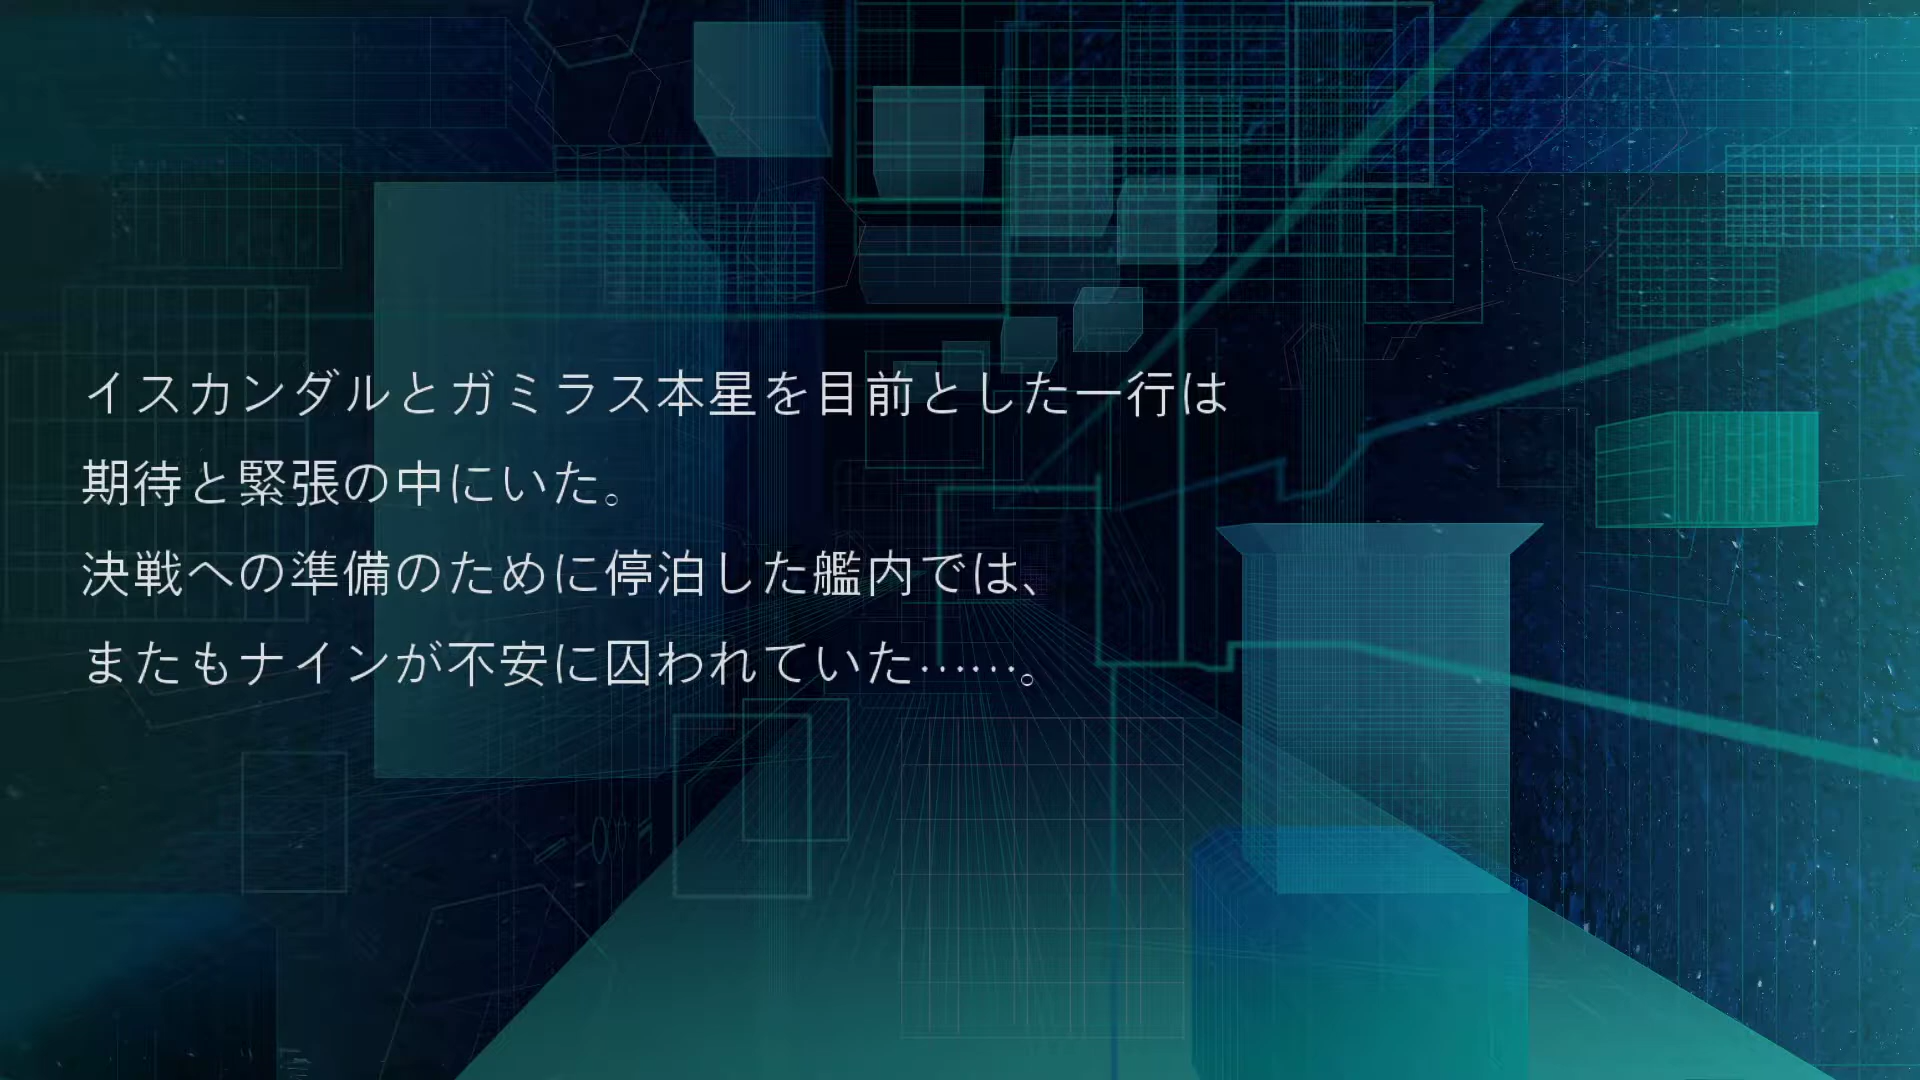 イスカンダルとガミラス本星を目前とした一行は
期待と緊張の中にいた。
決戦への準備のために停泊した艦内では、
またもナインが不安に囚われていた……。